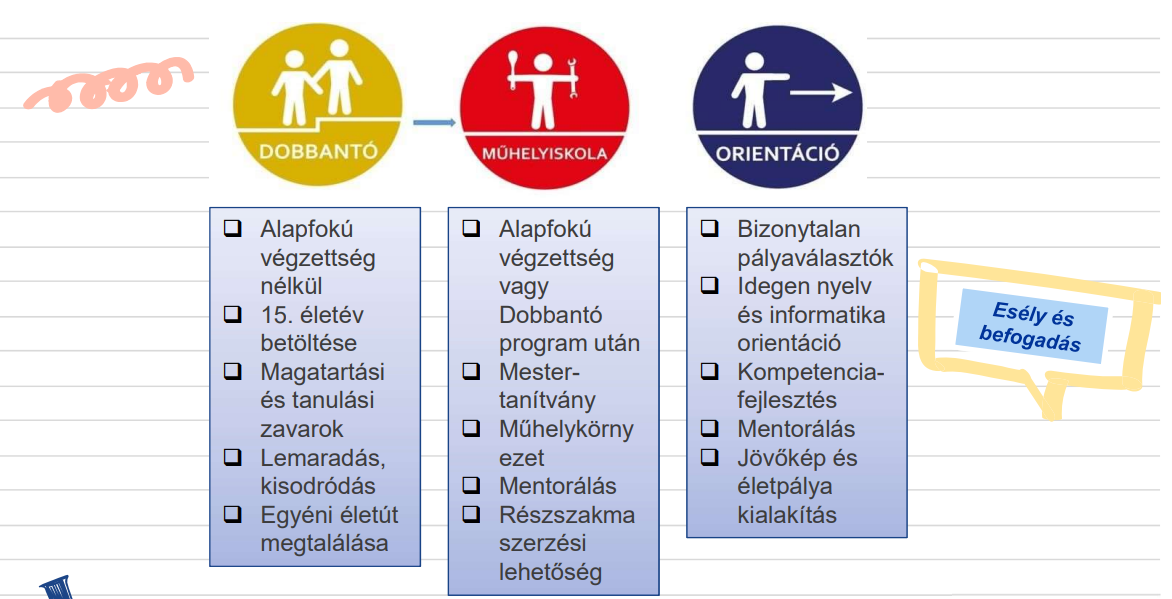 DOBBANTÓ
MŰHELYISKOLA
ORIENTÁCIÓ
Alapfokú
végzettség
nélkül
15. életév
betöltése
Magatartási
és tanulási
zavarok
Lemaradás,
kisodródás
Egyéni életút
megtalálása
Alapfokú
végzettség
vagy
Dobbantó
program után
Mester-
tanítvány
Műhelykörny
ezet
Mentorálás
Részszakma
szerzési
lehetőség
Bizonytalan
pályaválasztók
Idegen nyelv
és informatika
orientáció
Kompetencia-
fejlesztés
Mentorálás
Jövőkép és
életpálya
kialakítás
Esély és
befogadás